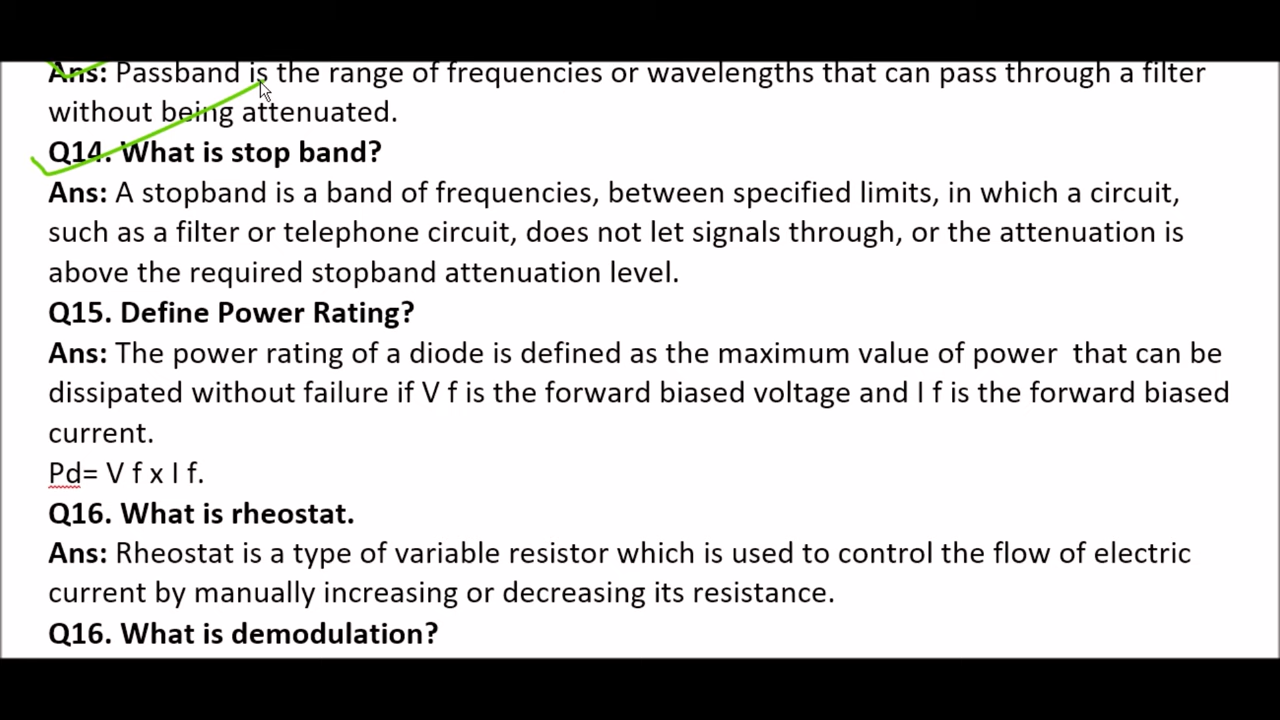 Ans: Passband is the range of frequencies or wavelengths that can pass through a filter
without being attenuated.
Q14. What is stop band?
Ans: A stopband is a band of frequencies, between specified limits, in which a circuit,
such as a filter or telephone circuit, does not let signals through, or the attenuation is
above the required stopband attenuation level.
Q15. Define Power Rating?
Ans: The power rating of a diode is defined as the maximum value of power  that can be
dissipated without failure if V f is the forward biased voltage and I f is the forward biased
current.
Pd= V f x I f.
Q16. What is rheostat.
Ans: Rheostat is a type of variable resistor which is used to control the flow of electric
current by manually increasing or decreasing its resistance.
Q16. What is demodulation?